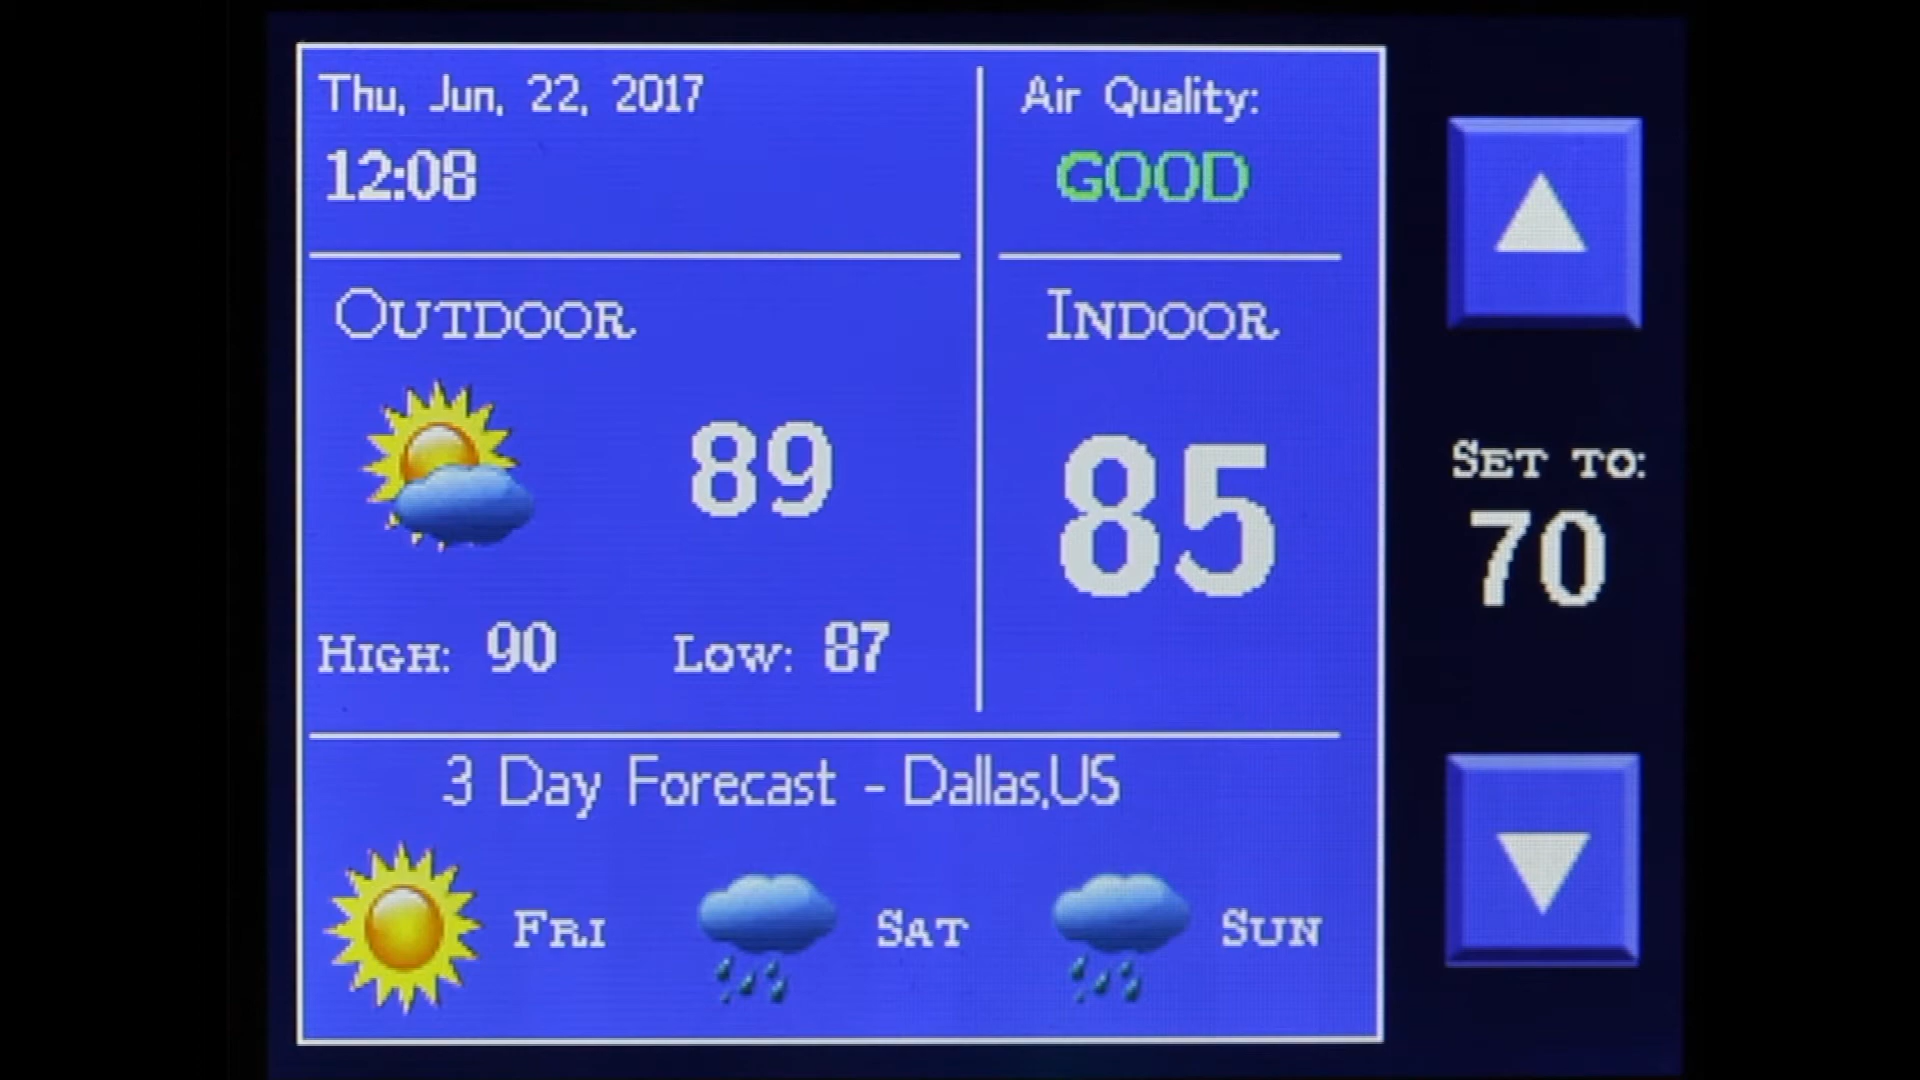 Thu, Jun, 22, 2017
12:08
Air Quality:
GOOD
OUTDOOR
89
High: 90 Low: 87
INDOOR
85
SET TO:
70
3 Day Forecast - Dallas,US
FRI SAT SUN